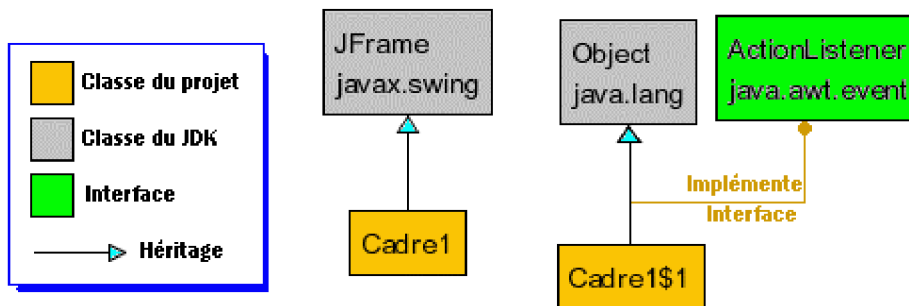 Classe du projet
Classe du JDK
Interface
Héritage
JFrame
javax.swing
Cadre1
Object
java.lang
ActionListener
java.awt.event
Implémente
Interface
Cadre1$1